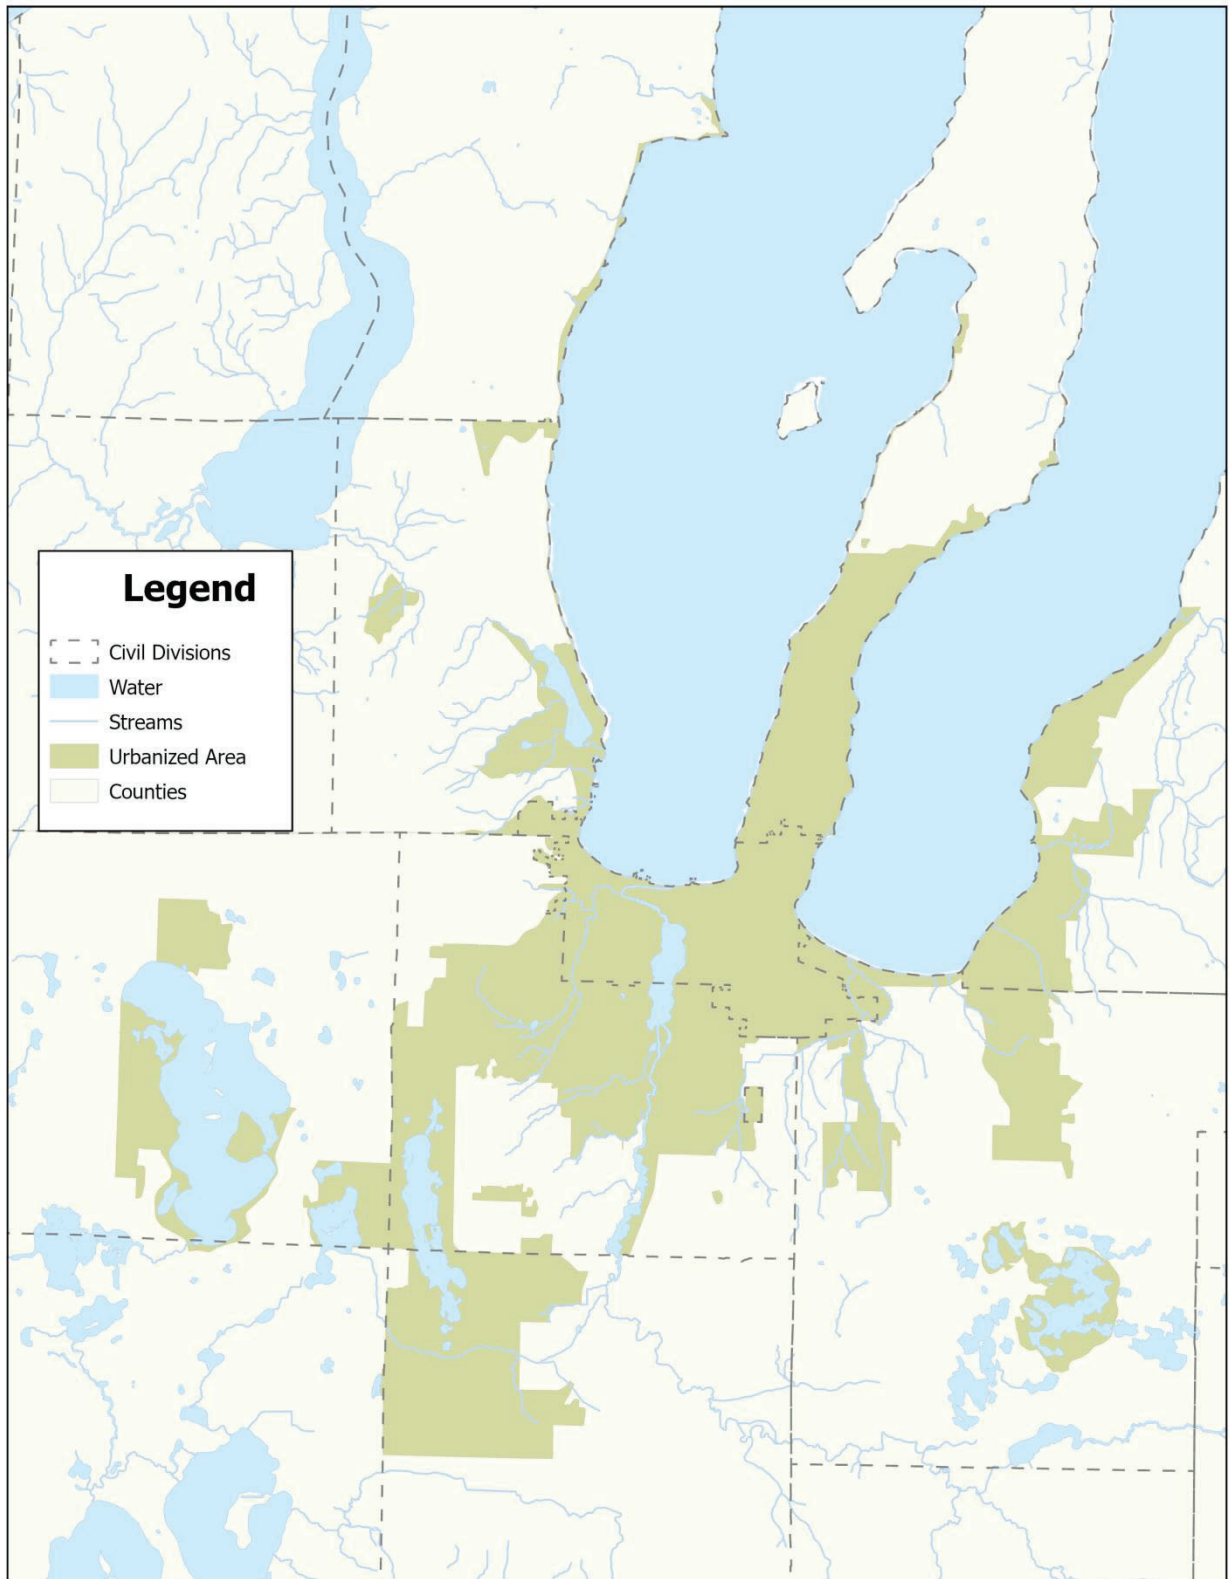 Legend
Civil Divisions
Water
Streams
Urbanized Area
Counties